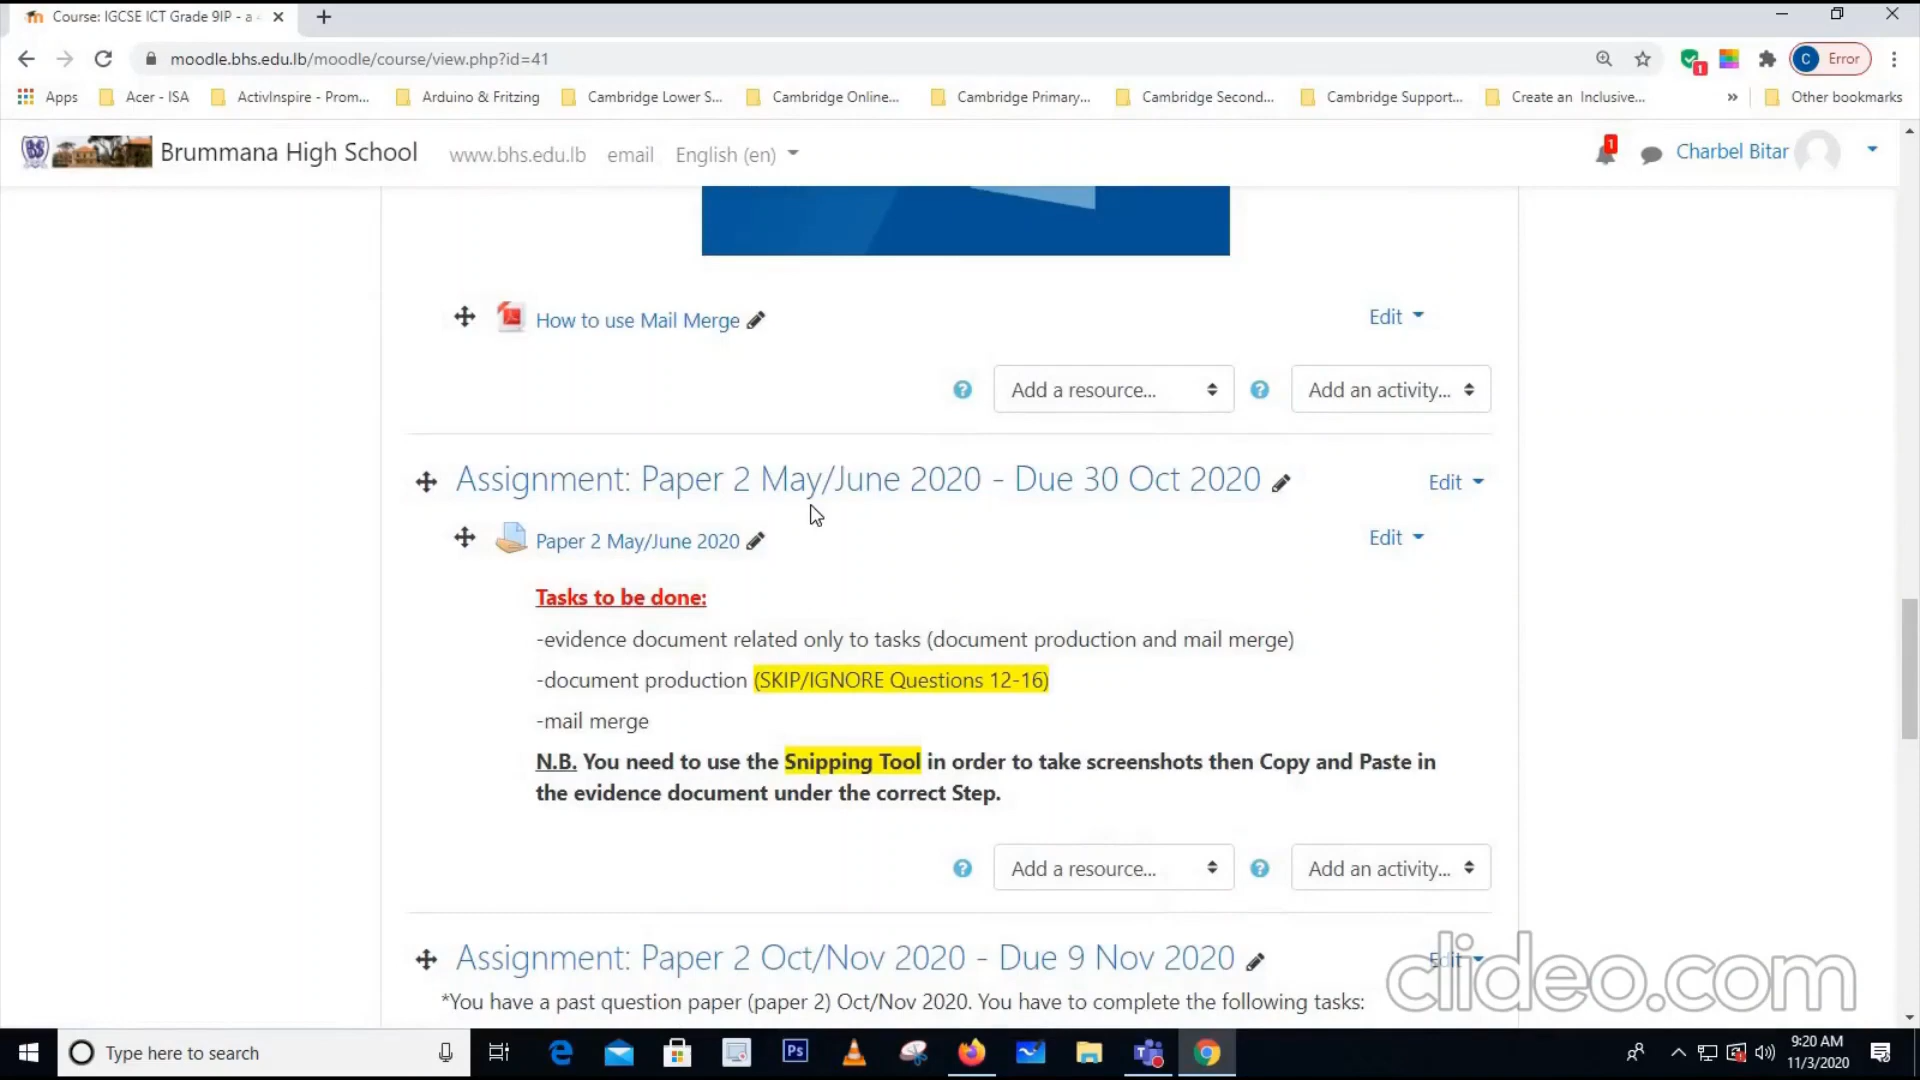 Course: IGCSE ICT Grade 9IP - a
moodle.bhs.edu.lb/moodle/course/view.php?id=41
1
C
Error
Apps
Acer - ISA
ActivInspire - Prom...
Arduino & Fritzing
Cambridge Lower S...
Cambridge Online...
Cambridge Primary...
Cambridge Second...
Cambridge Support...
Create an Inclusive...
»
Other bookmarks
BHS
Brummana High School
www.bhs.edu.lb
email
English (en)
1
Charbel Bitar
How to use Mail Merge
Edit
Add a resource...
Add an activity...
Assignment: Paper 2 May/June 2020 - Due 30 Oct 2020
Edit
Paper 2 May/June 2020
Edit
Tasks to be done:
-evidence document related only to tasks (document production and mail merge)
-document production (SKIP/IGNORE Questions 12-16)
-mail merge
N.B. You need to use the Snipping Tool in order to take screenshots then Copy and Paste in
the evidence document under the correct Step.
Add a resource...
Add an activity...
Assignment: Paper 2 Oct/Nov 2020 - Due 9 Nov 2020
Edit
*You have a past question paper (paper 2) Oct/Nov 2020. You have to complete the following tasks:
clideo.com
Type here to search
Ps
9:20 AM
11/3/2020